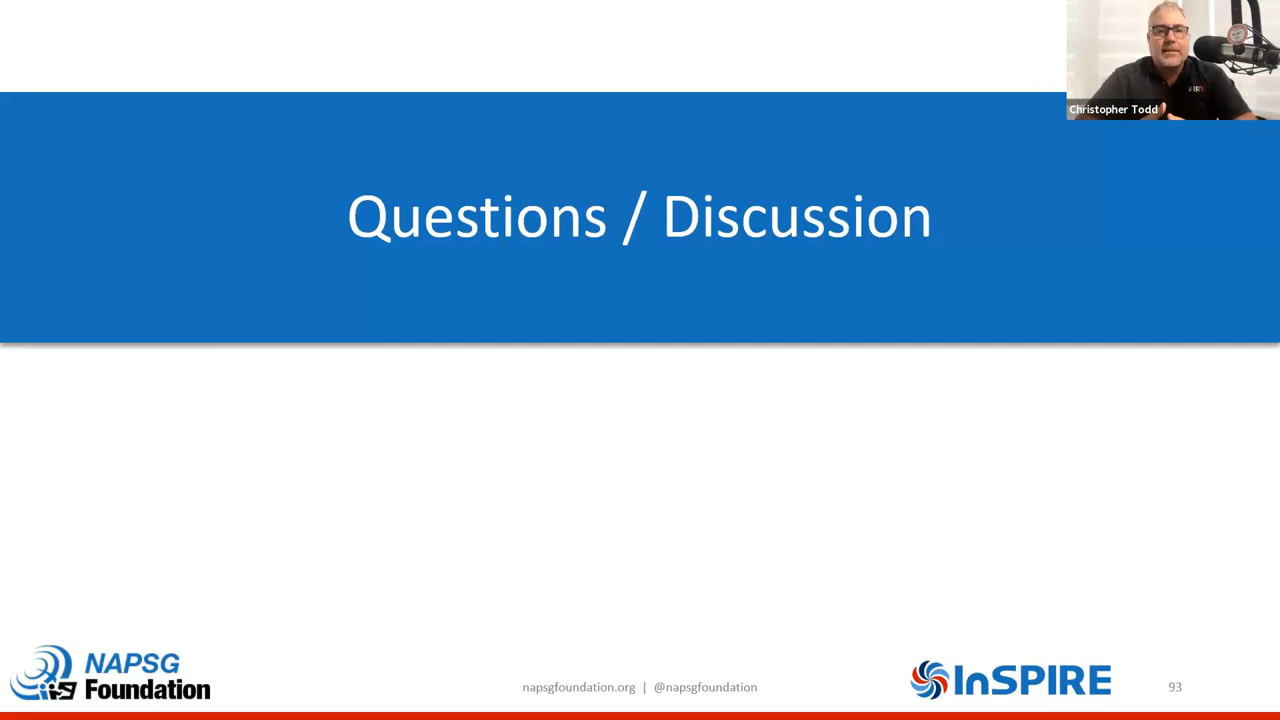 Christopher Todd
Questions / Discussion
NAPSG
Foundation
napsgfoundation.org | @napsgfoundation
InSPIRE
93